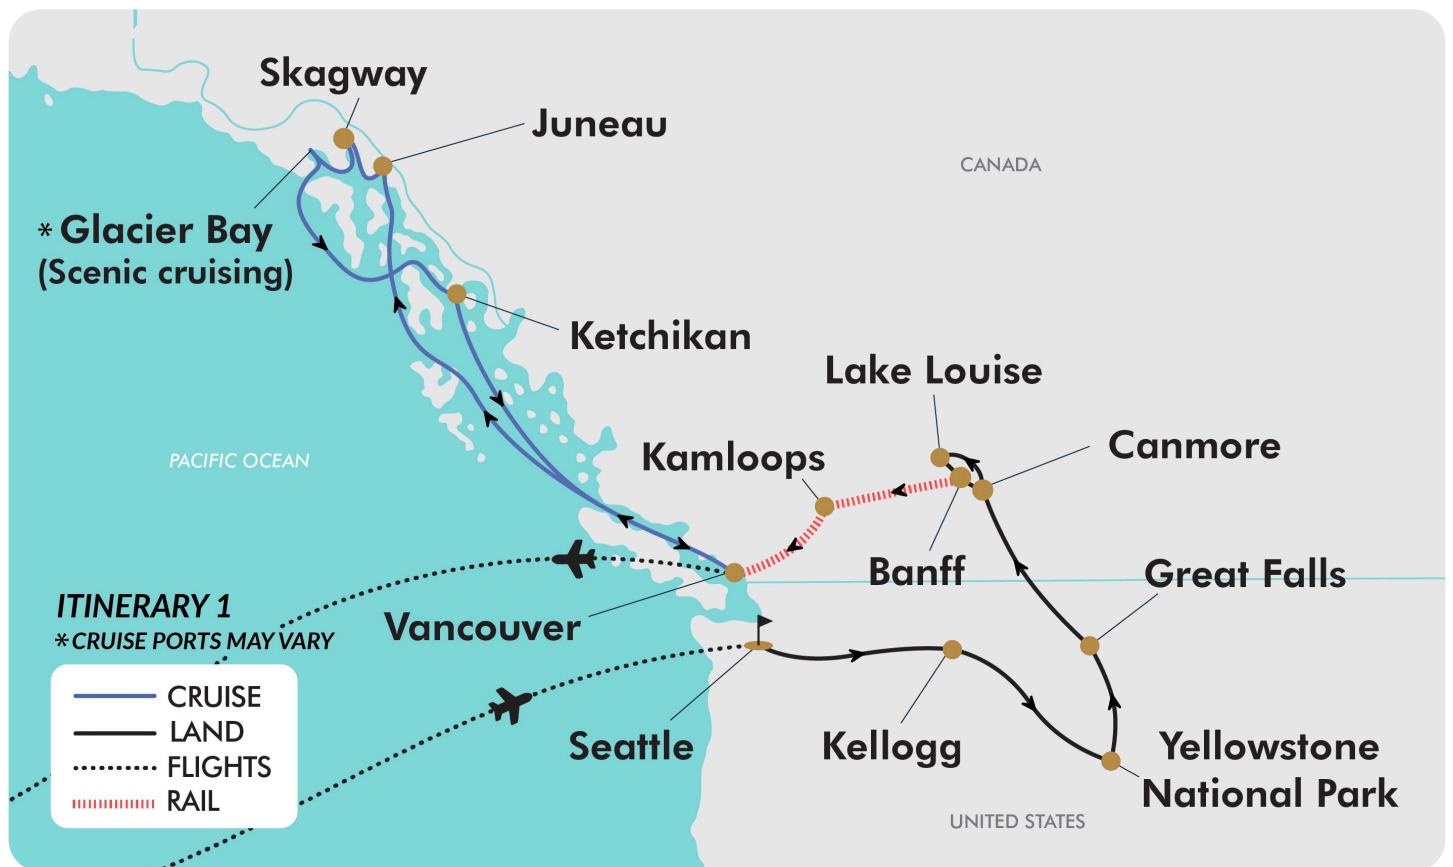 Skagway
Juneau
CANADA
* Glacier Bay
(Scenic cruising)
Ketchikan
Lake Louise
Canmore
Kamloops
PACIFIC OCEAN
Banff
Great Falls
ITINERARY 1
* CRUISE PORTS MAY VARY
Vancouver
CRUISE
LAND
FLIGHTS
RAIL
Seattle
Kellogg
Yellowstone
National Park
UNITED STATES